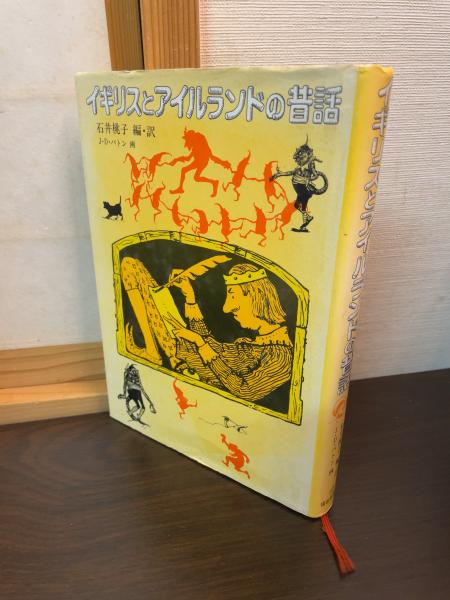 イギリスとアイルランドの昔話
石井桃子 編・訳
J・D・バトン 画
イギリスとアイルランドの昔話